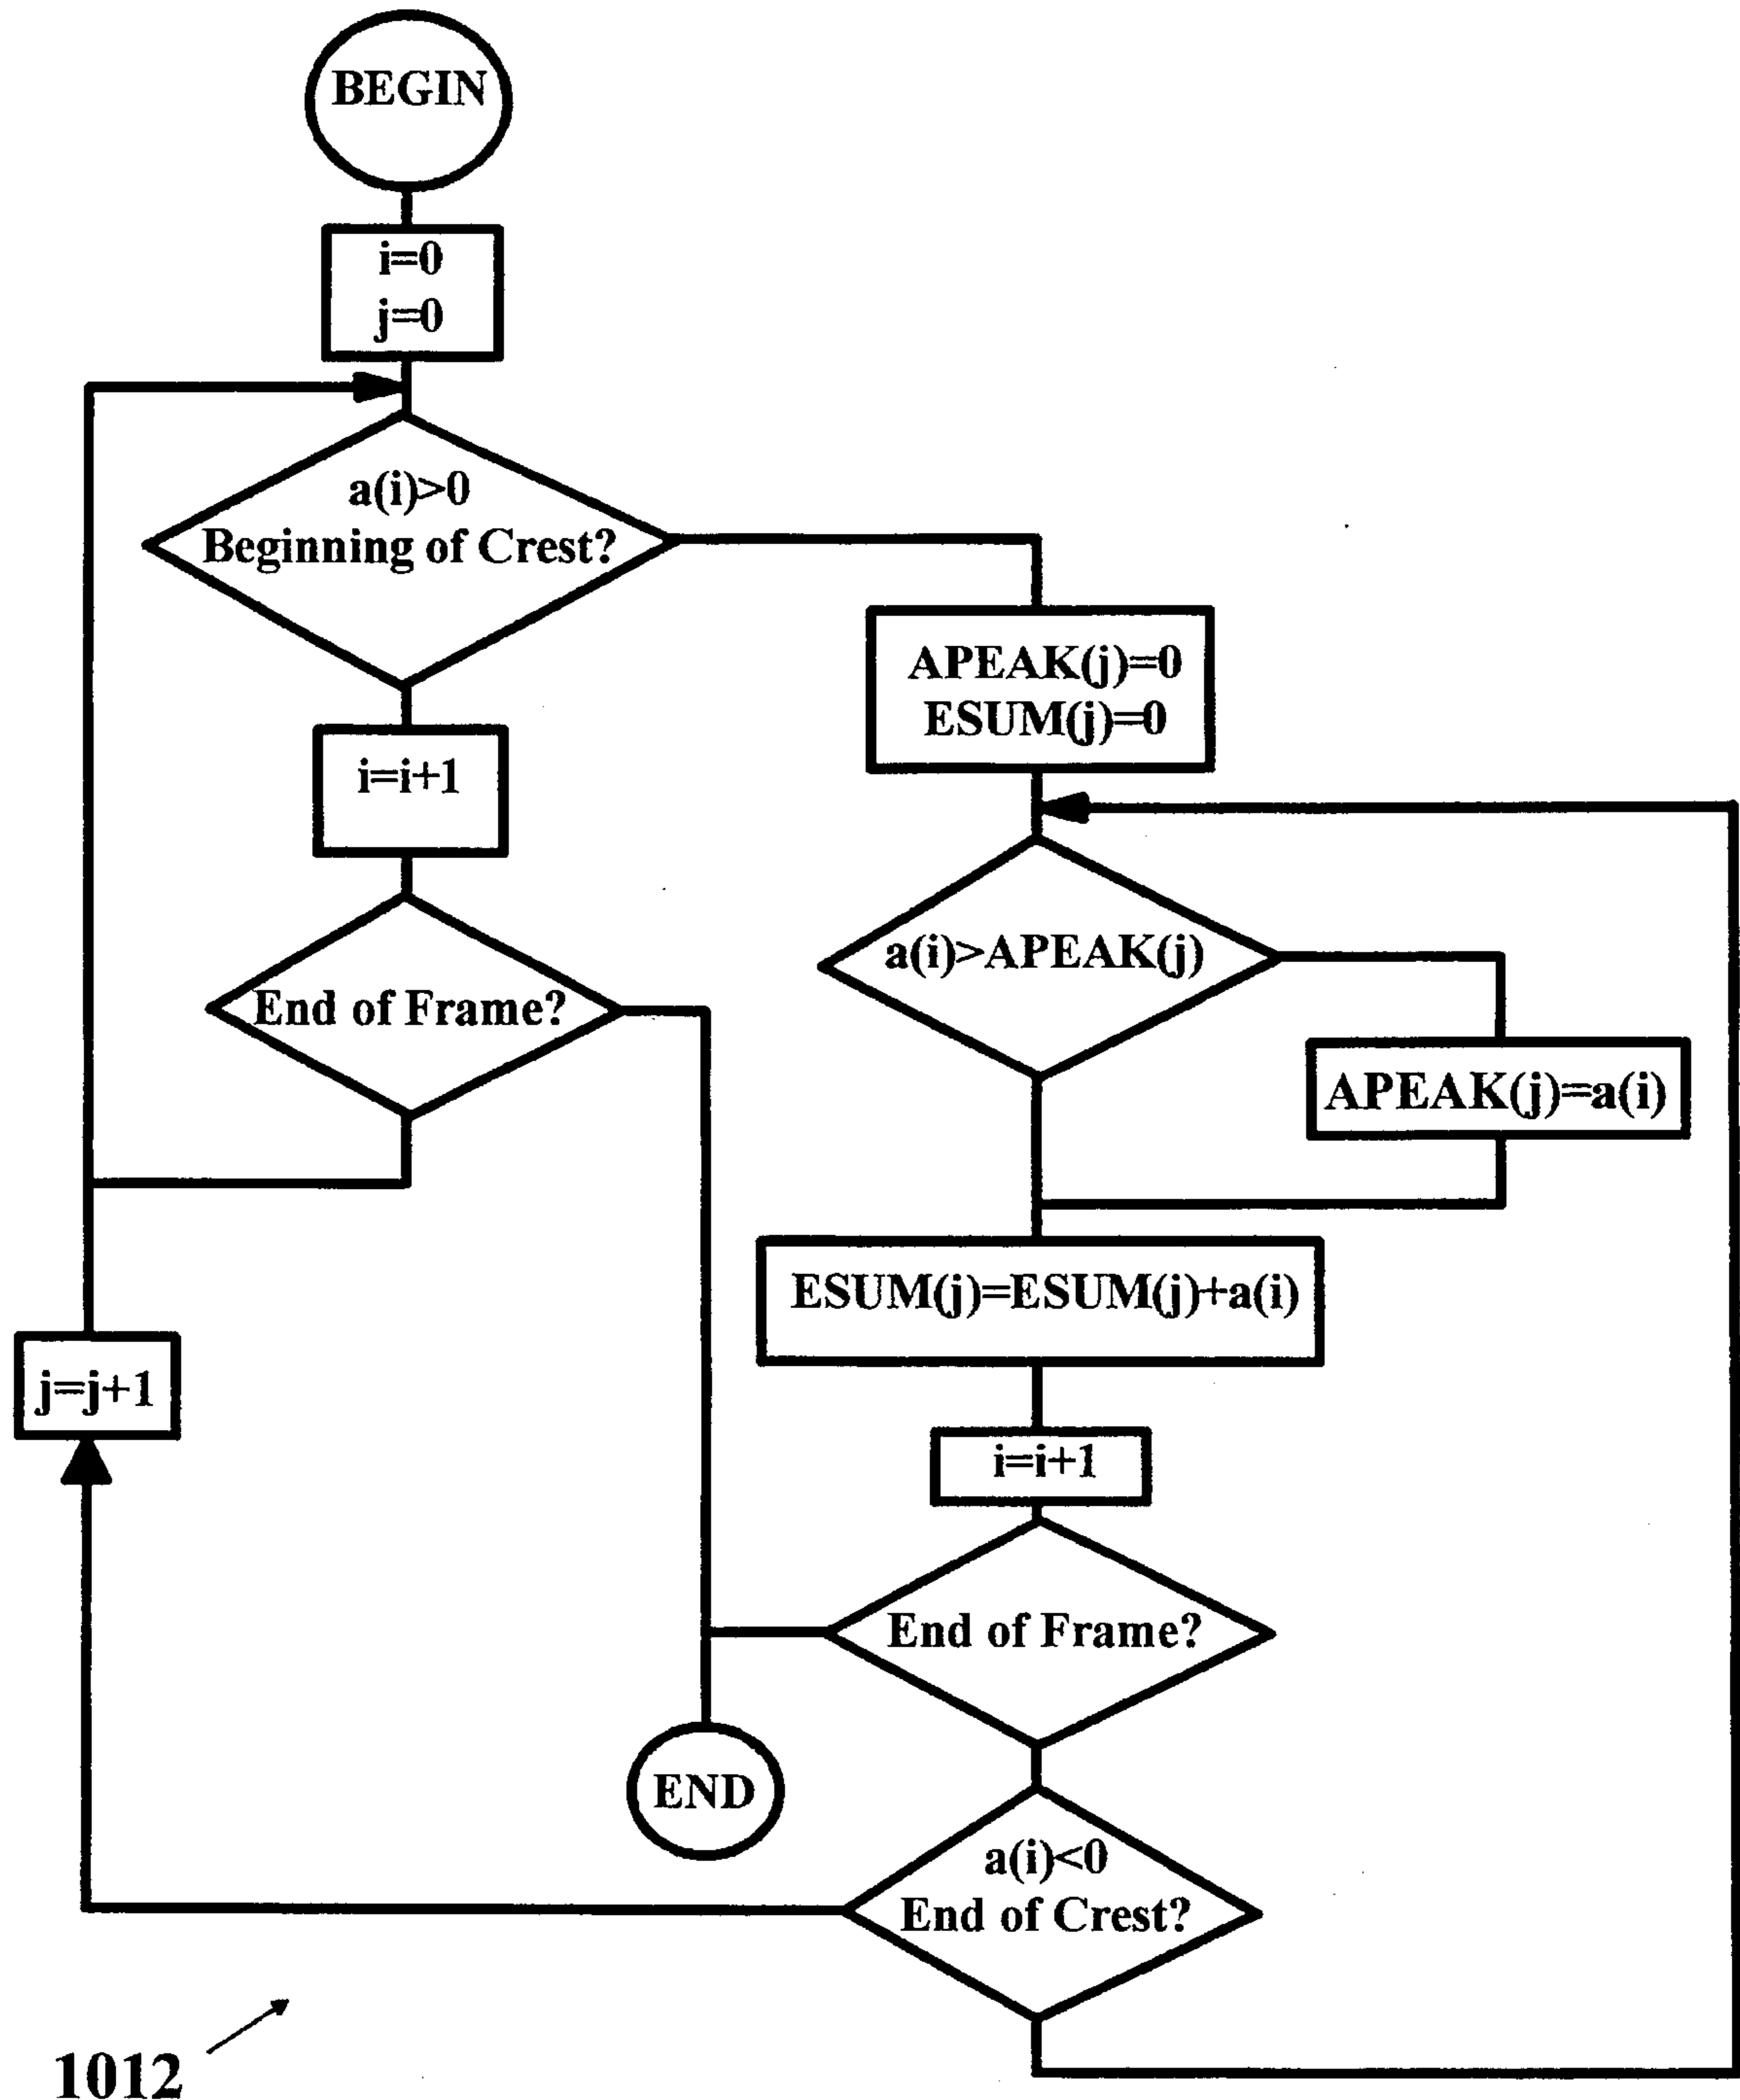 BEGIN
i=0
j=0
a(i)>0
Beginning of Crest?
i=i+1
End of Frame?
j=j+1
APEAK(j)=0
ESUM(j)=0
a(i)>APEAK(j)
APEAK(j)=a(i)
ESUM(j)=ESUM(j)+a(i)
i=i+1
End of Frame?
END
a(i)<0
End of Crest?
1012